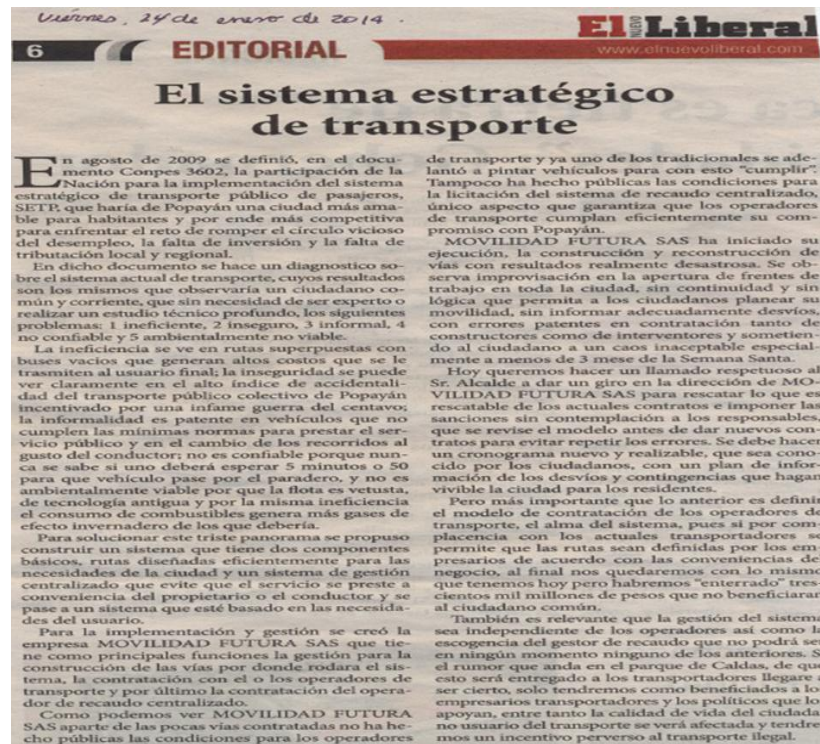 Viernes, 24 de enero de 2014.
El NUEVO Liberal
6 EDITORIAL www.elnuevoliberal.com
El sistema estratégico
de transporte
En agosto de 2009 se definió, en el docu-
mento Conpes 3602, la participación de la
Nación para la implementación del sistema
estratégico de transporte público de pasajeros,
SETP, que haría de Popayán una ciudad más ama-
ble para habitantes y por ende más competitiva
para enfrentar el reto de romper el círculo vicioso
del desempleo, la falta de inversión y la falta de
tributación local y regional.
En dicho documento se hace un diagnostico so-
bre el sistema actual de transporte, cuyos resultados
son los mismos que observaría un ciudadano co-
mún y corriente, que sin necesidad de ser experto o
realizar un estudio técnico profundo, los siguientes
problemas: 1 ineficiente, 2 inseguro, 3 informal, 4
no confiable y 5 ambientalmente no viable.
La ineficiencia se ve en rutas superpuestas con
buses vacíos que generan altos costos que se le
trasmiten al usuario final; la inseguridad se puede
ver claramente en el alto índice de accidentali-
dad del transporte público colectivo de Popayán
incentivado por una infame guerra del centavo;
la informalidad es patente en vehículos que no
cumplen las mínimas normas para prestar el ser-
vicio público y en el cambio de los recorridos al
gusto del conductor; no es confiable porque nun-
ca se sabe si uno deberá esperar 5 minutos o 50
para que vehículo pase por el paradero, y no es
ambientalmente viable por que la flota es vetusta,
de tecnología antigua y por la misma ineficiencia
el consumo de combustibles genera más gases de
efecto invernadero de los que debería.
Para solucionar este triste panorama se propuso
construir un sistema que tiene dos componentes
básicos, rutas diseñadas eficientemente para las
necesidades de la ciudad y un sistema de gestión
centralizado que evite que el servicio se preste a
conveniencia del propietario o el conductor y se
pase a un sistema que esté basado en las necesida-
des del usuario.
Para la implementación y gestión se creó la
empresa MOVILIDAD FUTURA SAS que tie-
ne como principales funciones la gestión para la
construcción de las vías por donde rodara el sis-
tema, la contratación con el o los operadores de
transporte y por último la contratación del opera-
dor de recaudo centralizado.
Como podemos ver MOVILIDAD FUTURA
SAS aparte de las pocas vías contratadas no ha he-
cho públicas las condiciones para los operadores
de transporte y ya uno de los tradicionales se ade-
lantó a pintar vehículos para con esto "cumplir".
Tampoco ha hecho públicas las condiciones para
la licitación del sistema de recaudo centralizado,
único aspecto que garantiza que los operadores
de transporte cumplan eficientemente su com-
promiso con Popayán.
MOVILIDAD FUTURA SAS ha iniciado su
ejecución, la construcción y reconstrucción de
vías con resultados realmente desastrosa. Se ob-
serva improvisación en la apertura de frentes de
trabajo en toda la ciudad, sin continuidad y sin
lógica que permita a los ciudadanos planear su
movilidad, sin informar adecuadamente desvíos,
con errores patentes en contratación tanto de
constructores como de interventores y sometien-
do al ciudadano a un caos inaceptable especial-
mente a menos de 3 mese de la Semana Santa.
Hoy queremos hacer un llamado respetuoso al
Sr. Alcalde a dar un giro en la dirección de MO-
VILIDAD FUTURA SAS para rescatar lo que es
rescatable de los actuales contratos e imponer las
sanciones sin contemplación a los responsables,
que se revise el modelo antes de dar nuevos con-
tratos para evitar repetir los errores. Se debe hacer
un cronograma nuevo y realizable, que sea cono-
cido por los ciudadanos, con un plan de infor-
mación de los desvíos y contingencias que hagan
vivible la ciudad para los residentes.
Pero más importante que lo anterior es definir
el modelo de contratación de los operadores de
transporte, el alma del sistema, pues si por com-
placencia con los actuales transportadores se
permite que las rutas sean definidas por los em-
presarios de acuerdo con las conveniencias de
negocio, al final nos quedaremos con lo mismo
que tenemos hoy pero habremos "enterrado" tres-
cientos mil millones de pesos que no beneficiaran
al ciudadano común.
También es relevante que la gestión del sistema
sea independiente de los operadores así como la
escogencia del gestor de recaudo que no podrá ser
en ningún momento ninguno de los anteriores. S
el rumor que anda en el parque de Caldas, de que
esto será entregado a los transportadores llegare a
ser cierto, solo tendremos como beneficiados a lo
empresarios transportadores y los políticos que lo
apoyan, entre tanto la calidad de vida del ciudada
no usuario del transporte se verá afectada y tendre
mos un incentivo perverso al transporte ilegal.